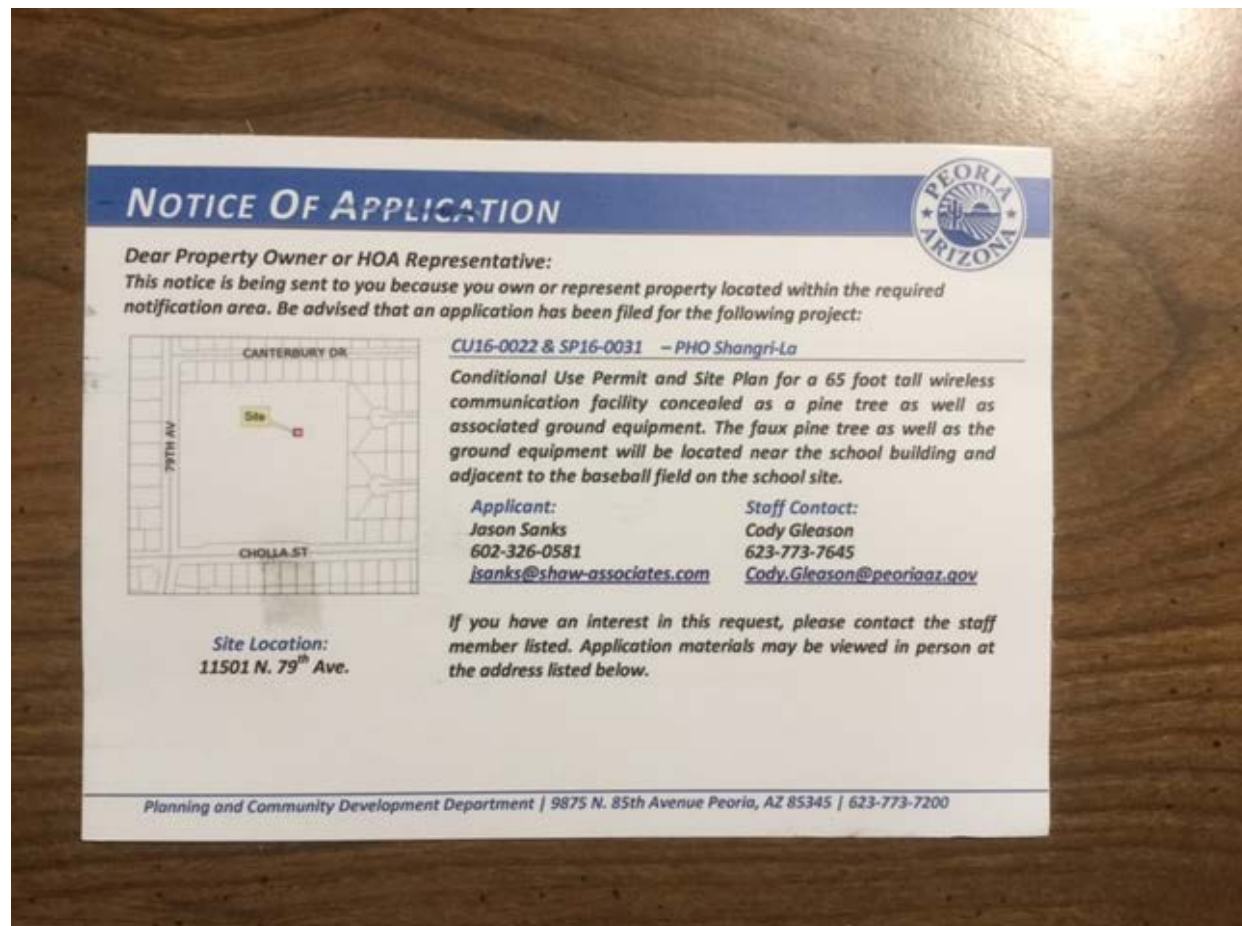 NOTICE OF APPLICATION
PEORIA
ARIZONA
Dear Property Owner or HOA Representative:
This notice is being sent to you because you own or represent property located within the required
notification area. Be advised that an application has been filed for the following project:
CANTERBURY DR
Site
79TH AV
CHOLLA ST
Site Location:
11501 N. 79th Ave.
CU16-0022 & SP16-0031 – PHO Shangri-La
Conditional Use Permit and Site Plan for a 65 foot tall wireless
communication facility concealed as a pine tree as well as
associated ground equipment. The faux pine tree as well as the
ground equipment will be located near the school building and
adjacent to the baseball field on the school site.
Applicant:
Jason Sanks
602-326-0581
jsanks@shaw-associates.com
Staff Contact:
Cody Gleason
623-773-7645
Cody.Gleason@peoriaaz.gov
If you have an interest in this request, please contact the staff
member listed. Application materials may be viewed in person at
the address listed below.
Planning and Community Development Department | 9875 N. 85th Avenue Peoria, AZ 85345 | 623-773-7200